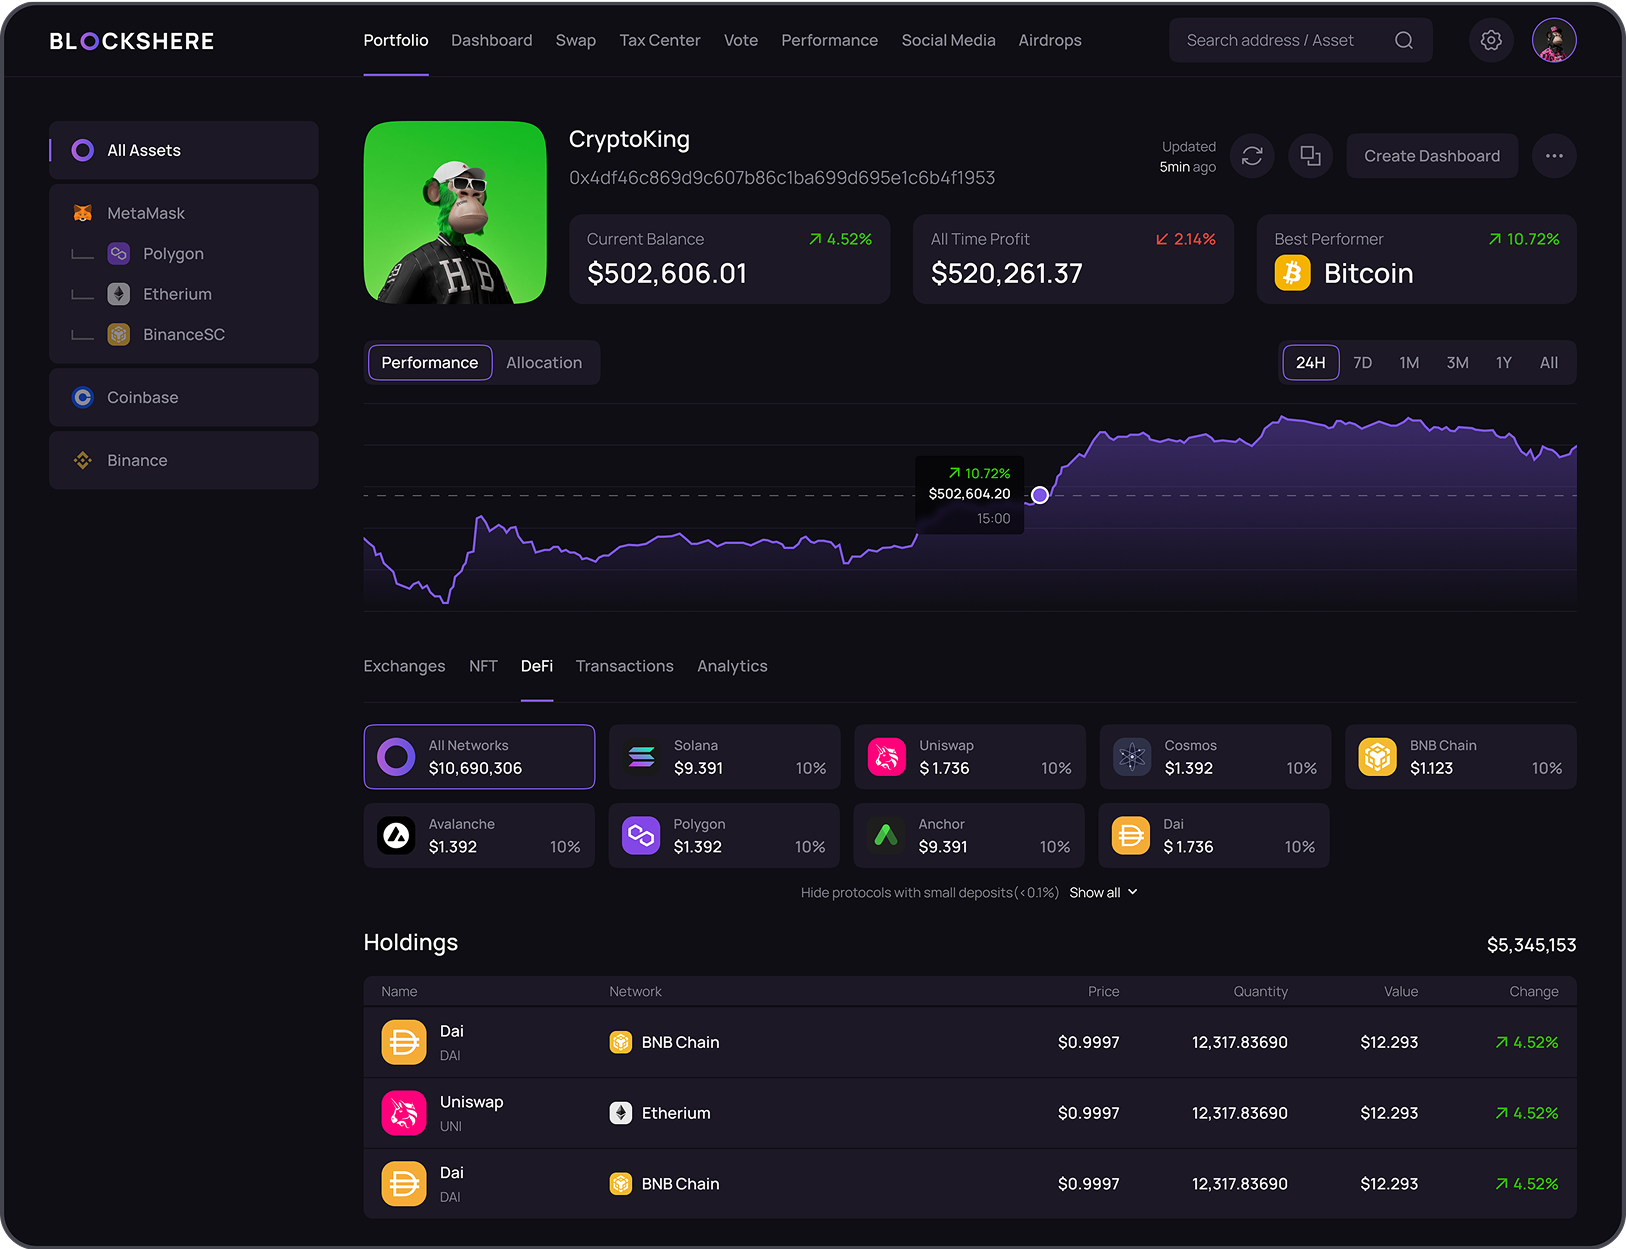 BLOCKSHERE
Portfolio Dashboard Swap Tax Center Vote Performance Social Media Airdrops
Search address / Asset
All Assets
MetaMask
Polygon
Etherium
BinanceSC
Coinbase
Binance
CryptoKing
0x4df46c869d9c607b86c1ba699d695e1c6b4f1953
Updated
5min ago
Create Dashboard
Current Balance 4.52%
$502,606.01
All Time Profit 2.14%
$520,261.37
Best Performer 10.72%
Bitcoin
HB
Performance Allocation
24H 7D 1M 3M 1Y All
10.72%
$502,604.20
15:00
Exchanges NFT DeFi Transactions Analytics
All Networks
$10,690,306
Solana
$9.391 10%
Uniswap
$ 1.736 10%
Cosmos
$1.392 10%
BNB Chain
$1.123 10%
Avalanche
$1.392 10%
Polygon
$1.392 10%
Anchor
$9.391 10%
Dai
$ 1.736 10%
Hide protocols with small deposits(<0.1%) Show all
Holdings $5,345,153
Name Network Price Quantity Value Change
Dai
DAI
BNB Chain $0.9997 12,317.83690 $12.293 4.52%
Uniswap
UNI
Etherium $0.9997 12,317.83690 $12.293 4.52%
Dai
DAI
BNB Chain $0.9997 12,317.83690 $12.293 4.52%